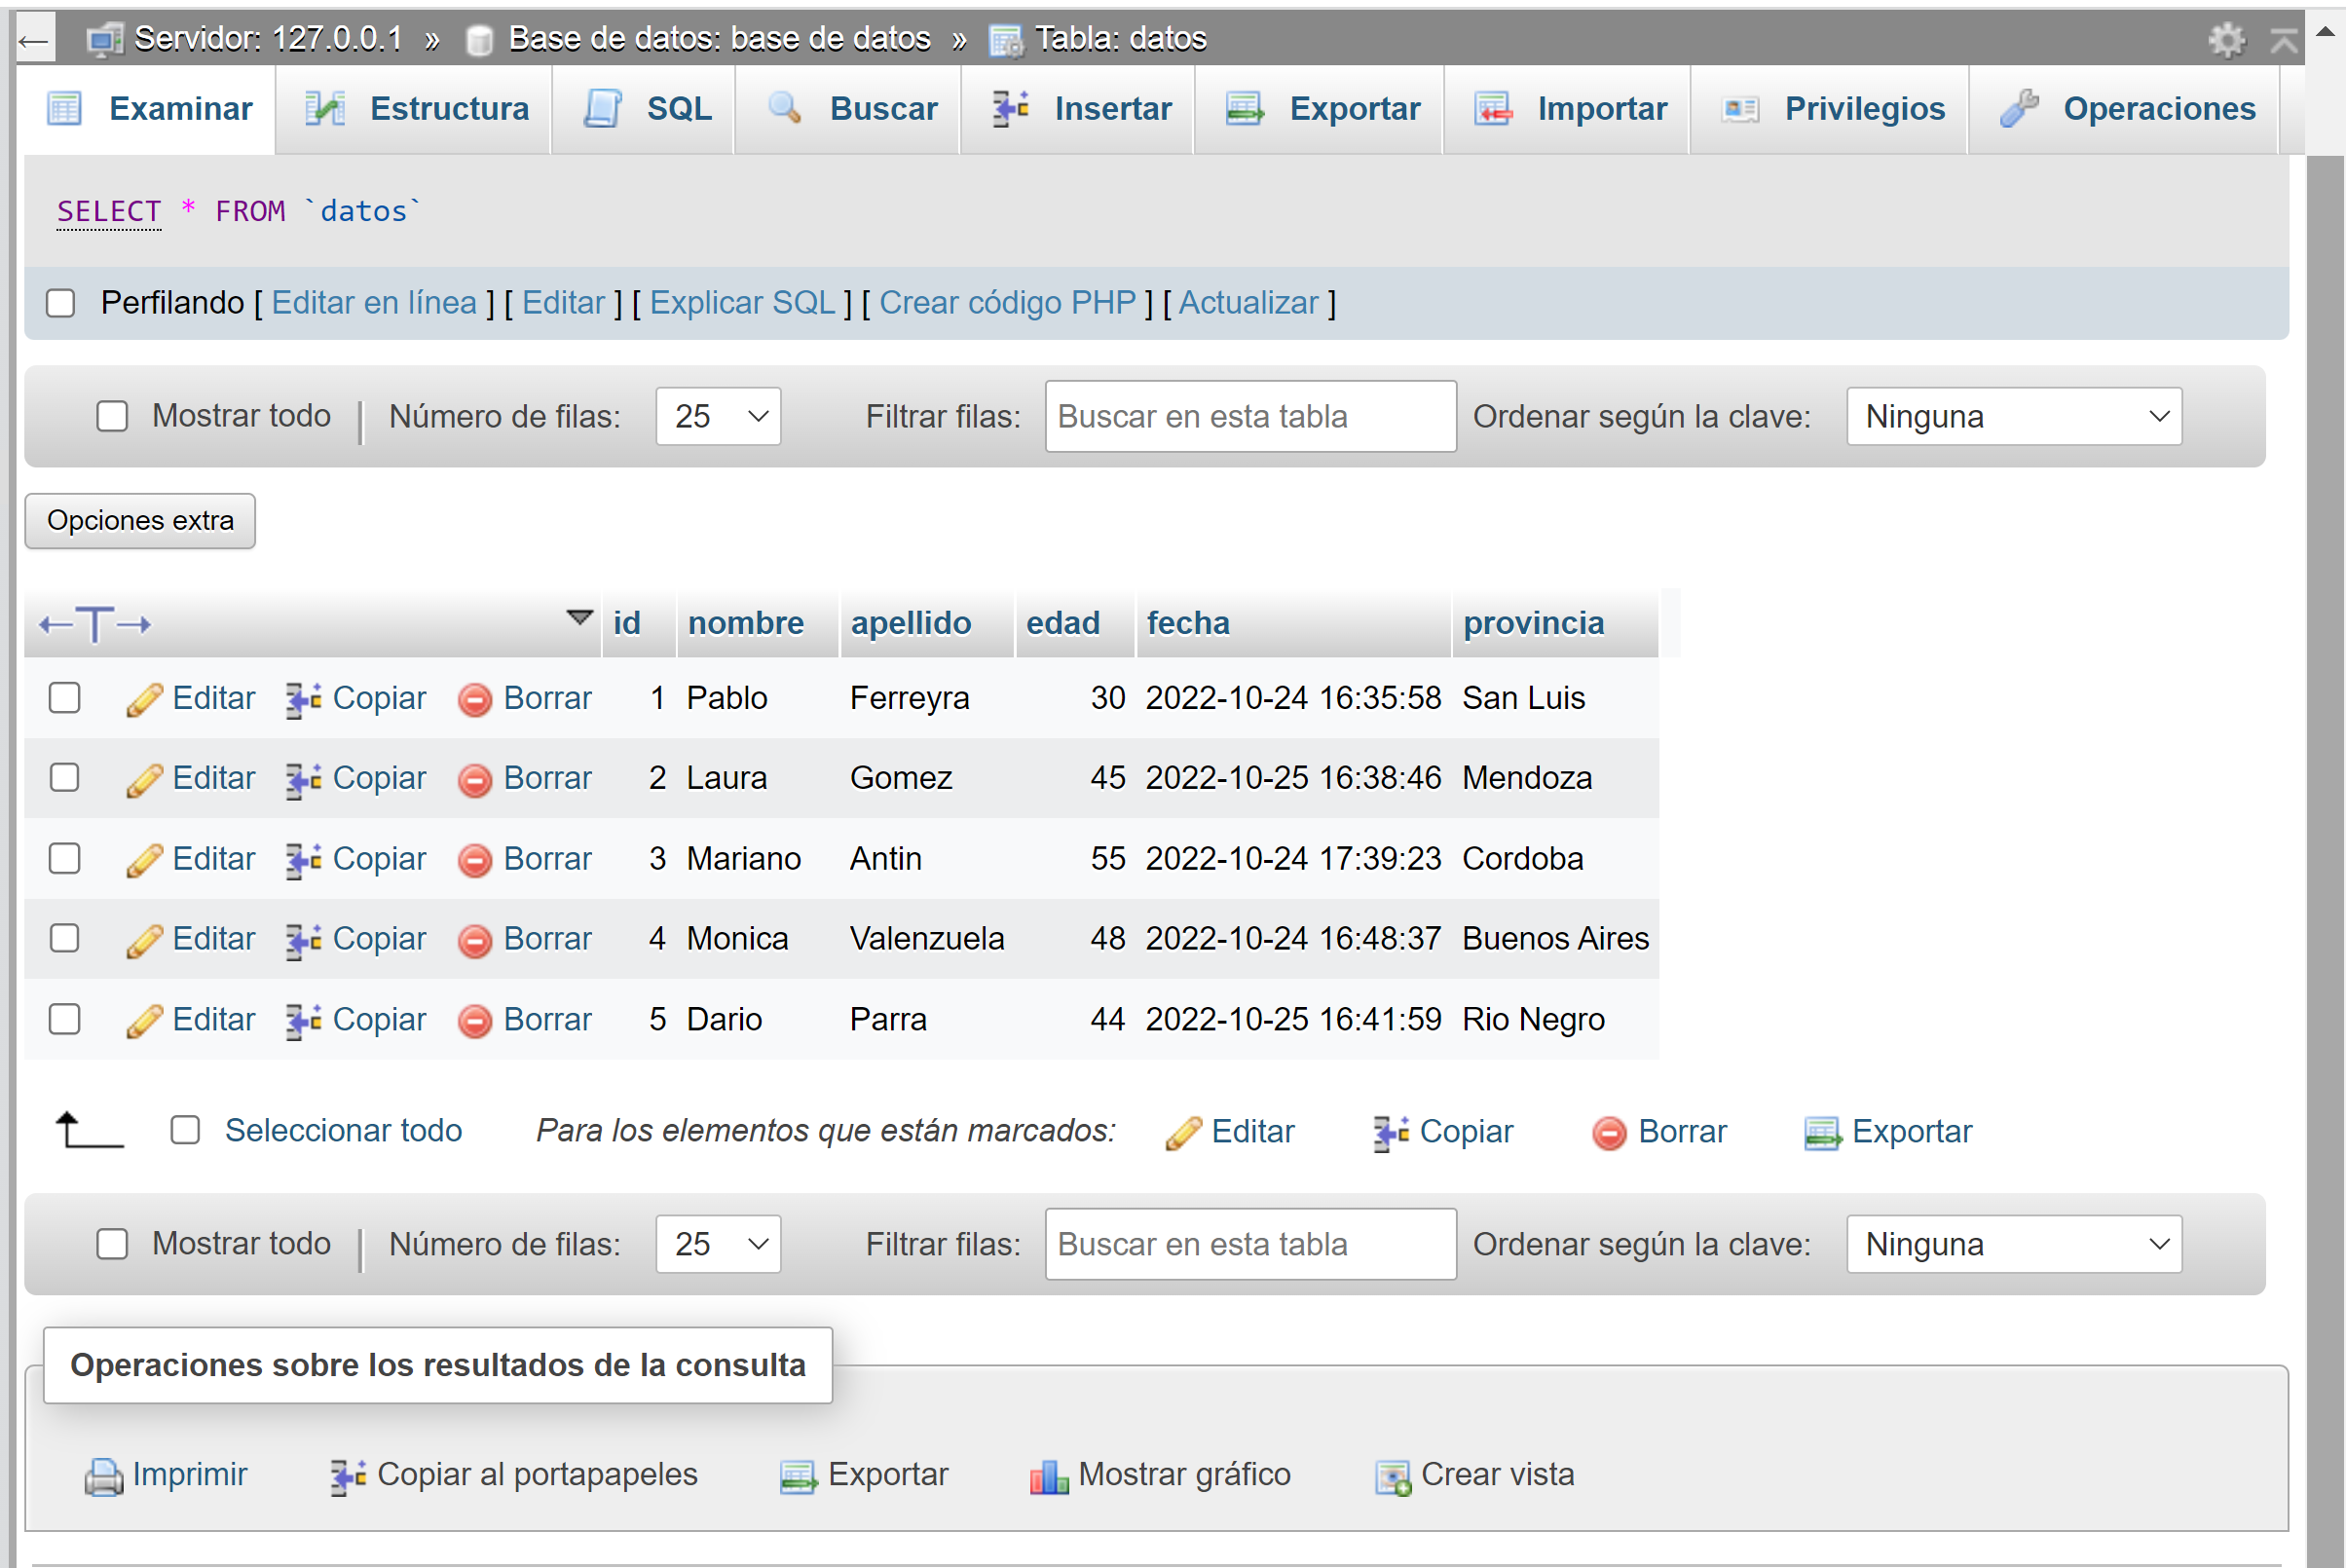 ← Servidor: 127.0.0.1 » Base de datos: base de datos » Tabla: datos
Examinar Estructura SQL Buscar Insertar Exportar Importar Privilegios Operaciones
SELECT * FROM `datos`
Perfilando [ Editar en línea ] [ Editar ] [ Explicar SQL ] [ Crear código PHP ] [ Actualizar ]
Mostrar todo | Número de filas: 25 Filtrar filas: Buscar en esta tabla Ordenar según la clave: Ninguna
Opciones extra
←T→ id nombre apellido edad fecha provincia
Editar Copiar Borrar 1 Pablo Ferreyra 30 2022-10-24 16:35:58 San Luis
Editar Copiar Borrar 2 Laura Gomez 45 2022-10-25 16:38:46 Mendoza
Editar Copiar Borrar 3 Mariano Antin 55 2022-10-24 17:39:23 Cordoba
Editar Copiar Borrar 4 Monica Valenzuela 48 2022-10-24 16:48:37 Buenos Aires
Editar Copiar Borrar 5 Dario Parra 44 2022-10-25 16:41:59 Rio Negro
Seleccionar todo Para los elementos que están marcados: Editar Copiar Borrar Exportar
Mostrar todo | Número de filas: 25 Filtrar filas: Buscar en esta tabla Ordenar según la clave: Ninguna
Operaciones sobre los resultados de la consulta
Imprimir Copiar al portapapeles Exportar Mostrar gráfico Crear vista